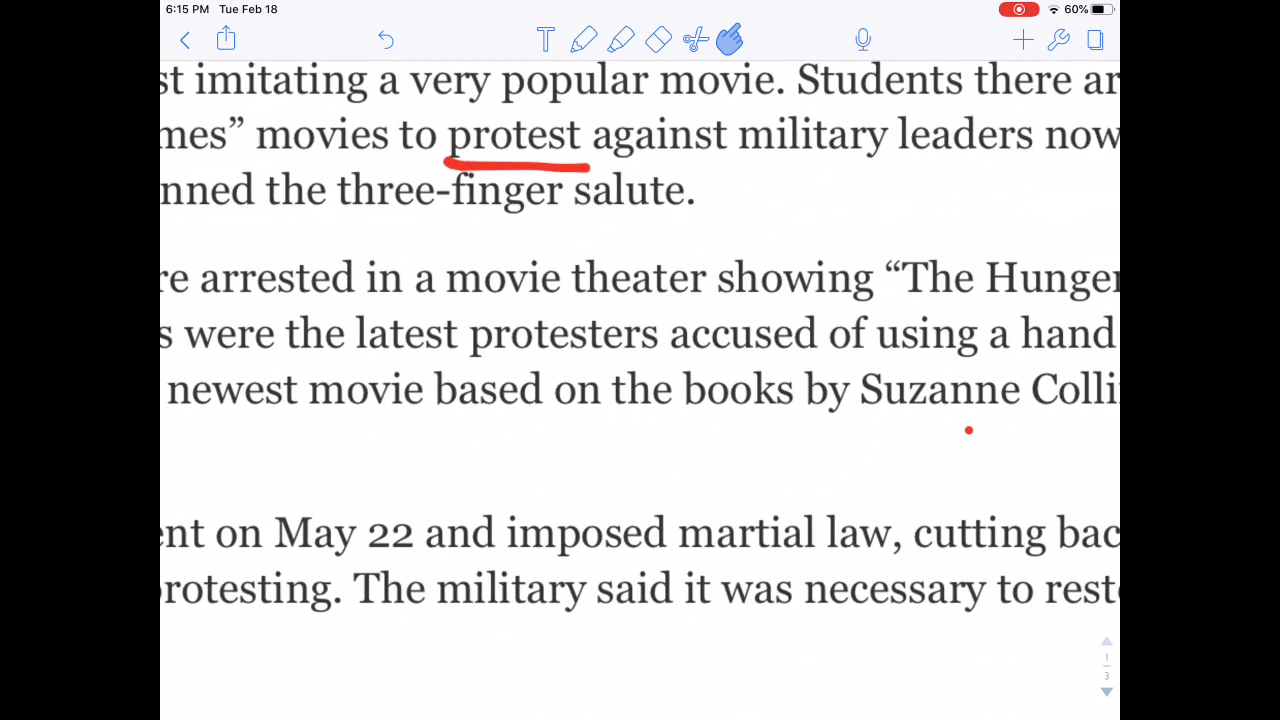 6:15 PM Tue Feb 18
60%
T
st imitating a very popular movie. Students there ar
mes” movies to protest against military leaders now
nned the three-finger salute.
re arrested in a movie theater showing “The Hunger
s were the latest protesters accused of using a hand
newest movie based on the books by Suzanne Colli
ent on May 22 and imposed martial law, cutting bac
rotesting. The military said it was necessary to rest
1
3